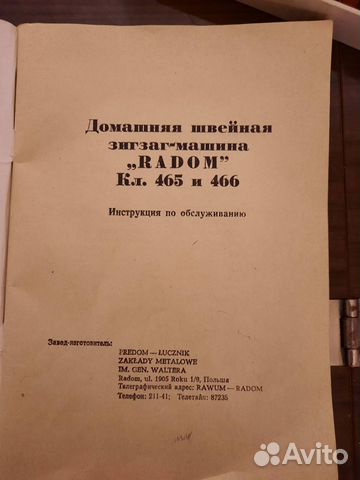 Домашняя швейная
зигзаг-машина
„RADOM”
Кл. 465 и 466
Инструкция по обслуживанию
Завод-изготовитель:
PREDOM — ŁUCZNIK
ZAKŁADY METALOWE
IM. GEN. WALTERA
Radom, ul. 1905 Roku 1/9, Польша
Телеграфический адрес: RAWUM — RADOM
Телефон: 211-41; Телетайп: 87235
Avito